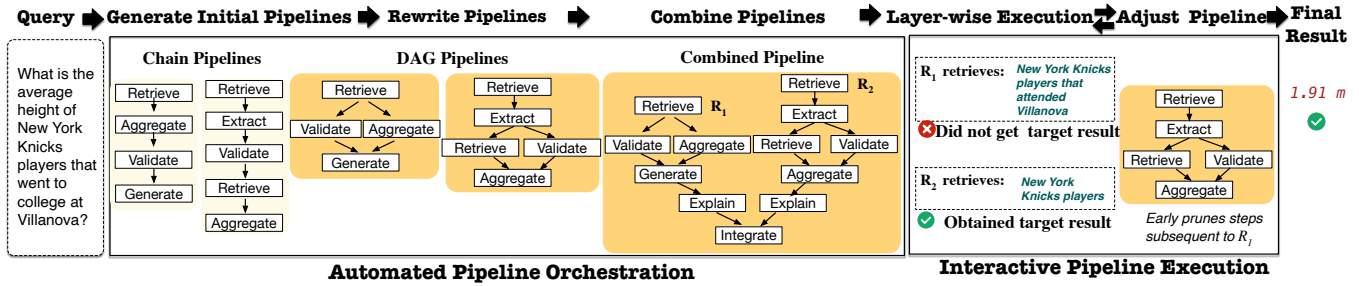 Query
Generate Initial Pipelines
Rewrite Pipelines
Combine Pipelines
Layer-wise Execution
Adjust Pipeline
Final
Result
What is the
average
height of
New York
Knicks
players that
went to
college at
Villanova?
Chain Pipelines
Retrieve
Aggregate
Validate
Generate
Retrieve
Extract
Validate
Retrieve
Aggregate
DAG Pipelines
Retrieve
Validate
Aggregate
Generate
Retrieve
Extract
Retrieve
Validate
Aggregate
Combined Pipeline
Retrieve
R1
Validate
Aggregate
Generate
Explain
Retrieve
R2
Extract
Retrieve
Validate
Aggregate
Explain
Integrate
R1 retrieves:
New York Knicks
players that
attended
Villanova
Did not get target result
R2 retrieves:
New York
Knicks players
Obtained target result
Retrieve
Extract
Retrieve
Validate
Aggregate
Early prunes steps
subsequent to R1
1.91 m
Automated Pipeline Orchestration
Interactive Pipeline Execution